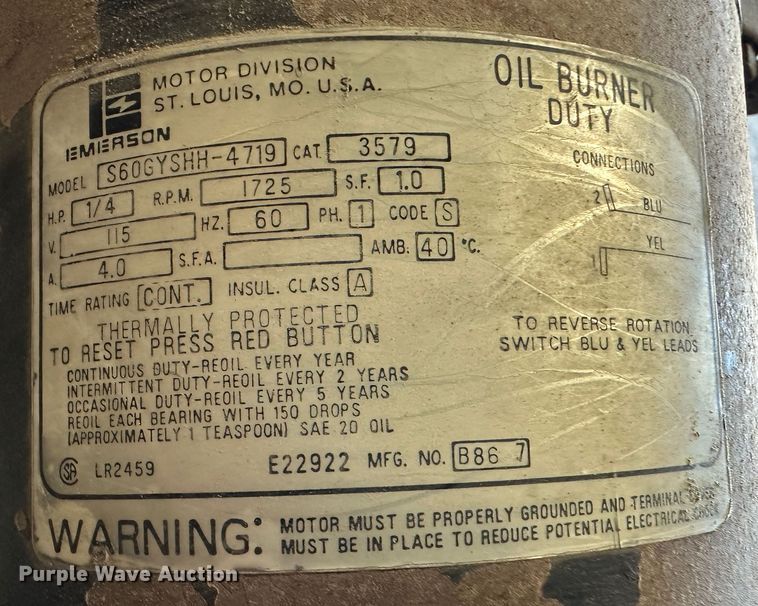 MOTOR DIVISION
ST. LOUIS, MO. U.S.A.
EMERSON
OIL BURNER
DUTY
MODEL S60GYSHH-4719 CAT. 3579
H.P. 1/4 R.P.M. 1725 S.F. 1.0
V. 115 HZ. 60 PH. 1 CODE S
A. 4.0 S.F.A. AMB. 40 °C.
TIME RATING CONT. INSUL. CLASS A
THERMALLY PROTECTED
TO RESET PRESS RED BUTTON
CONTINUOUS DUTY-REOIL EVERY YEAR
INTERMITTENT DUTY-REOIL EVERY 2 YEARS
OCCASIONAL DUTY-REOIL EVERY 5 YEARS
REOIL EACH BEARING WITH 150 DROPS
(APPROXIMATELY 1 TEASPOON) SAE 20 OIL
CONNECTIONS
2 BLU
1 YEL
TO REVERSE ROTATION
SWITCH BLU & YEL LEADS
SA LR2459 E22922 MFG. NO. B86 7
WARNING: MOTOR MUST BE PROPERLY GROUNDED AND TERMINAL COVER
MUST BE IN PLACE TO REDUCE POTENTIAL ELECTRICAL SHOCK
Purple Wave Auction